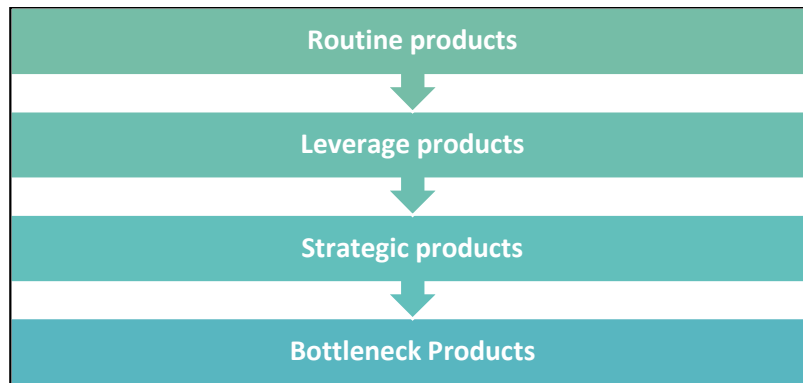 Routine products
Leverage products
Strategic products
Bottleneck Products